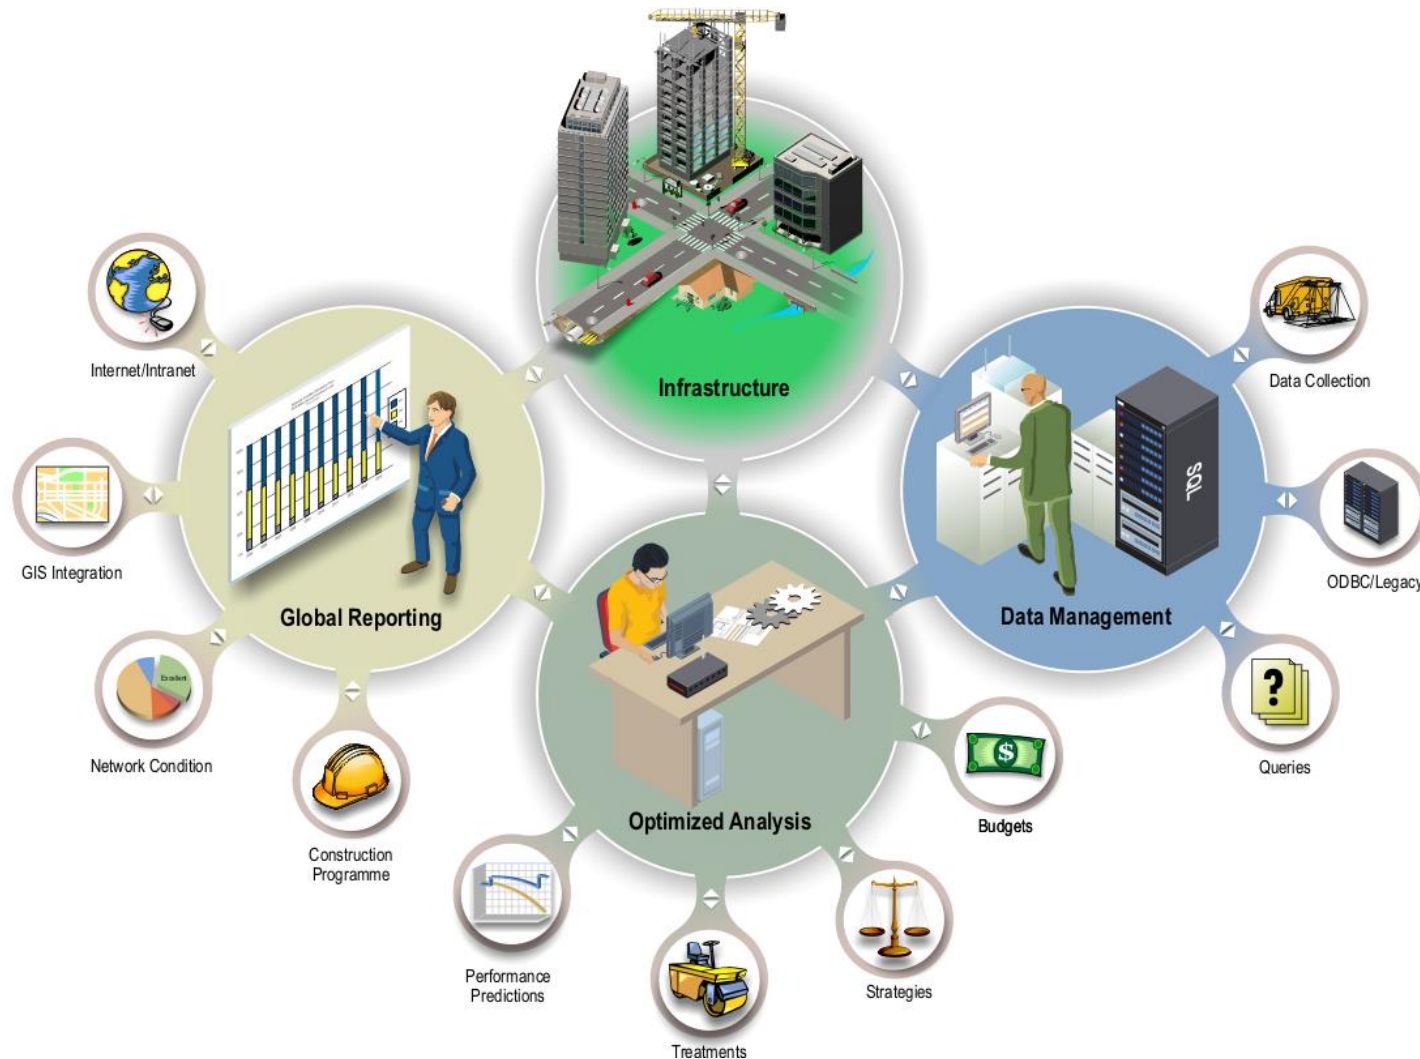 Infrastructure
Internet/Intranet
Data Collection
SQL
GIS Integration
ODBC/Legacy
Global Reporting
Data Management
Excellent
Network Condition
?
Queries
$
Budgets
Optimized Analysis
Construction
Programme
Performance
Predictions
Strategies
Treatments